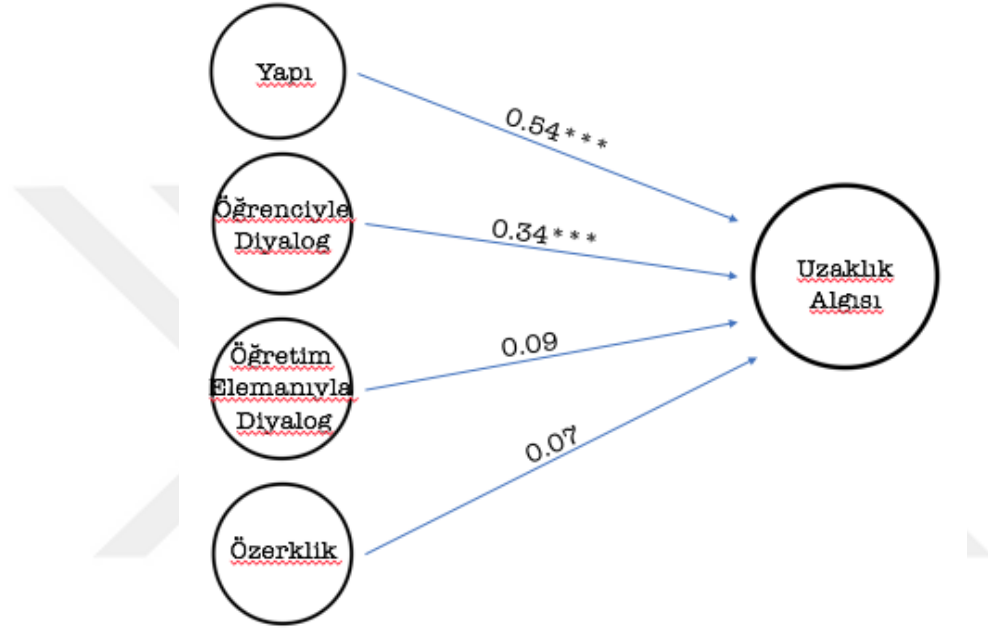 Yapı
0.54***
Öğrenciyle
Diyalog
0.34***
Uzaklık
Algısı
Öğretim
Elemanıyla
Diyalog
0.09
0.07
Özerklik